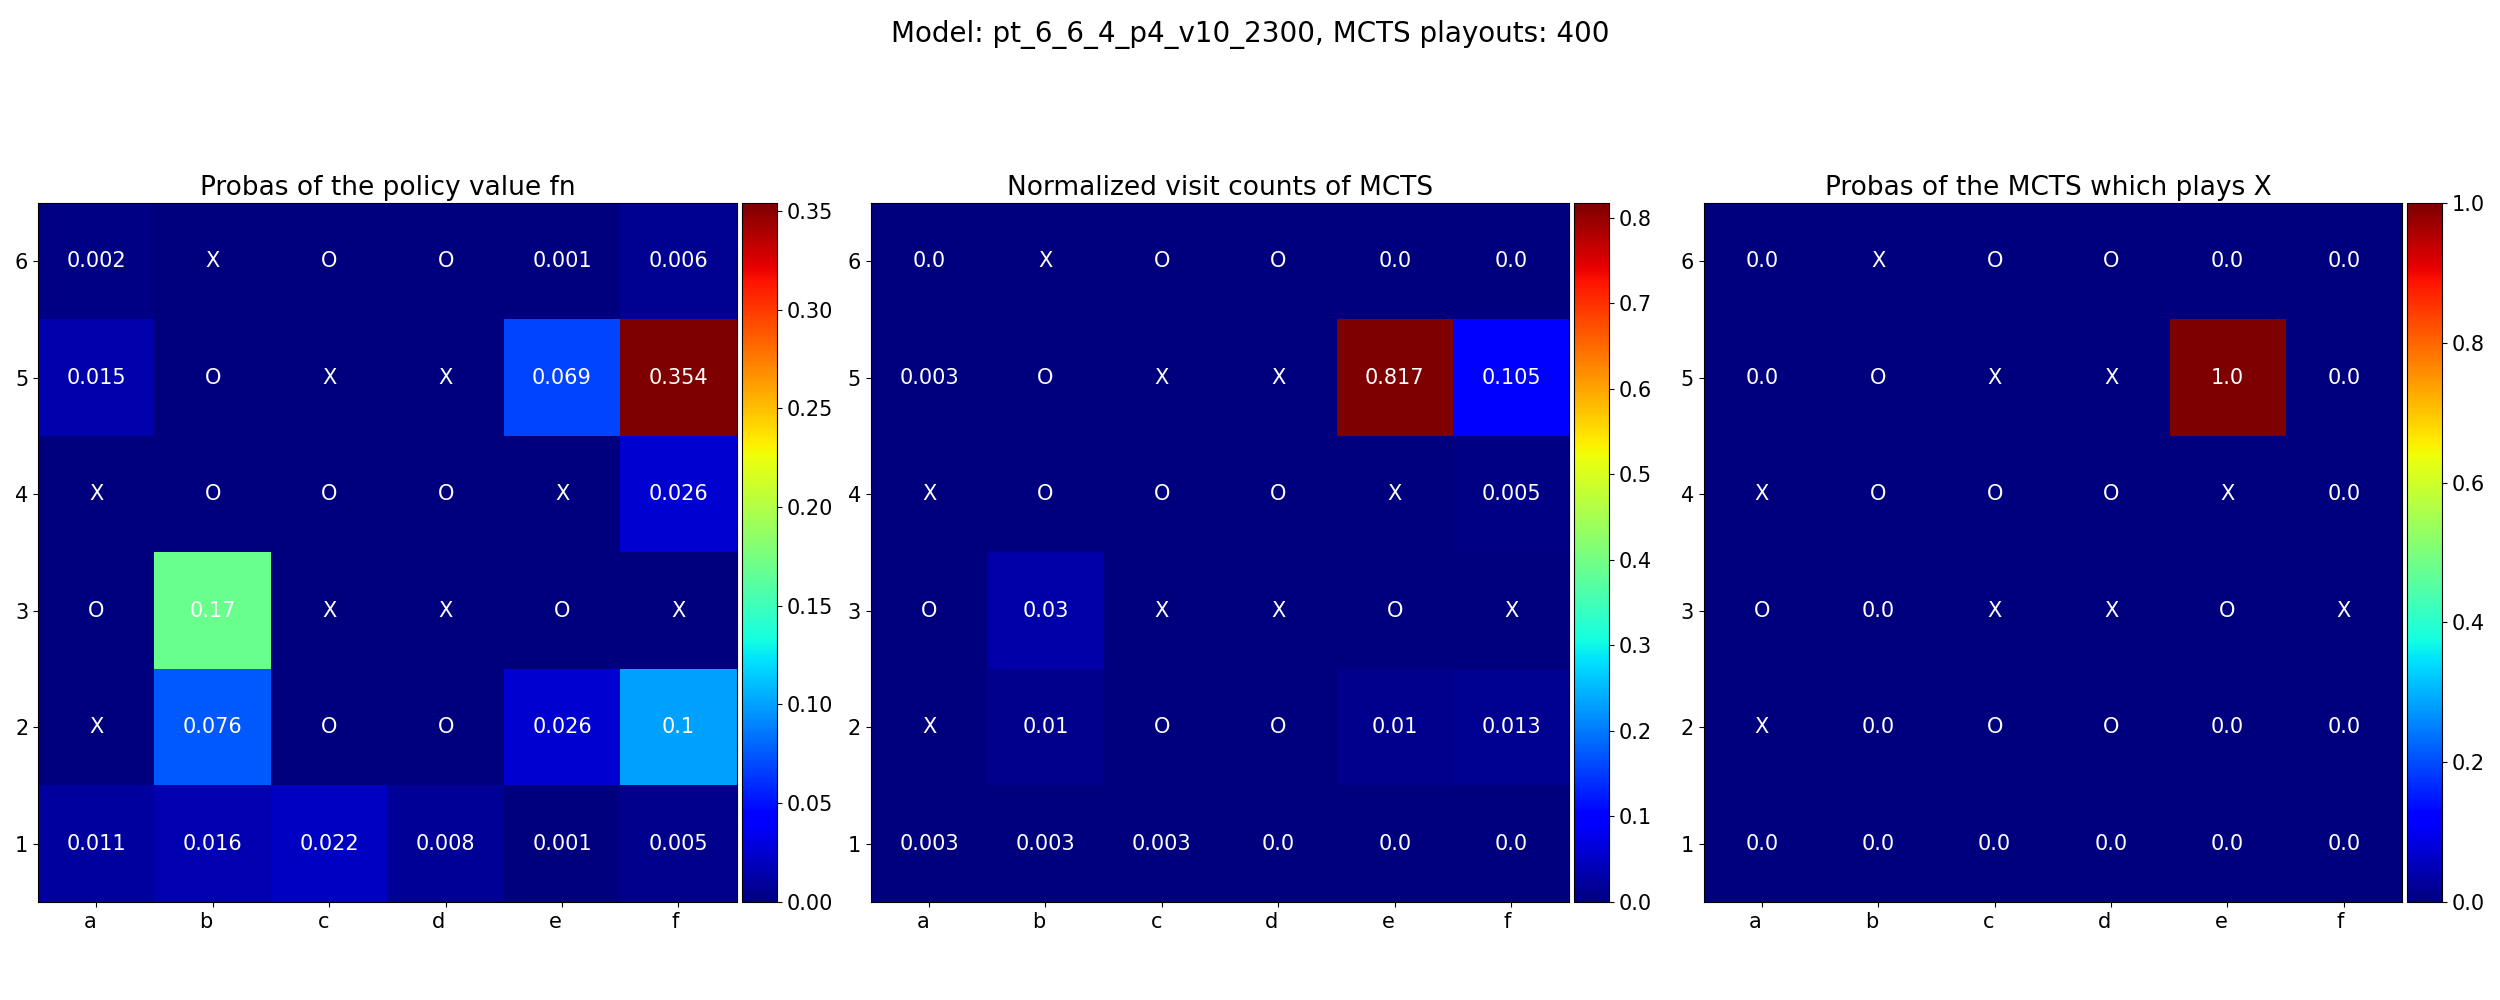 Model: pt_6_6_4_p4_v10_2300, MCTS playouts: 400
Probas of the policy value fn
6 0.002 X O O 0.001 0.006
5 0.015 O X X 0.069 0.354
4 X O O O X 0.026
3 O 0.17 X X O X
2 X 0.076 O O 0.026 0.1
1 0.011 0.016 0.022 0.008 0.001 0.005
a b c d e f
0.35
0.30
0.25
0.20
0.15
0.10
0.05
0.00
Normalized visit counts of MCTS
6 0.0 X O O 0.0 0.0
5 0.003 O X X 0.817 0.105
4 X O O O X 0.005
3 O 0.03 X X O X
2 X 0.01 O O 0.01 0.013
1 0.003 0.003 0.003 0.0 0.0 0.0
a b c d e f
0.8
0.7
0.6
0.5
0.4
0.3
0.2
0.1
0.0
Probas of the MCTS which plays X
6 0.0 X O O 0.0 0.0
5 0.0 O X X 1.0 0.0
4 X O O O X 0.0
3 O 0.0 X X O X
2 X 0.0 O O 0.0 0.0
1 0.0 0.0 0.0 0.0 0.0 0.0
a b c d e f
1.0
0.8
0.6
0.4
0.2
0.0